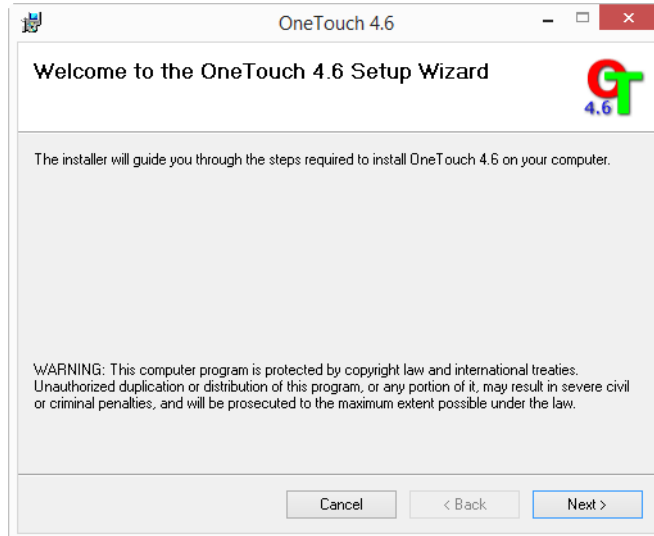 OneTouch 4.6
Welcome to the OneTouch 4.6 Setup Wizard
OT
4.6
The installer will guide you through the steps required to install OneTouch 4.6 on your computer.
WARNING: This computer program is protected by copyright law and international treaties.
Unauthorized duplication or distribution of this program, or any portion of it, may result in severe civil
or criminal penalties, and will be prosecuted to the maximum extent possible under the law.
Cancel
< Back
Next >